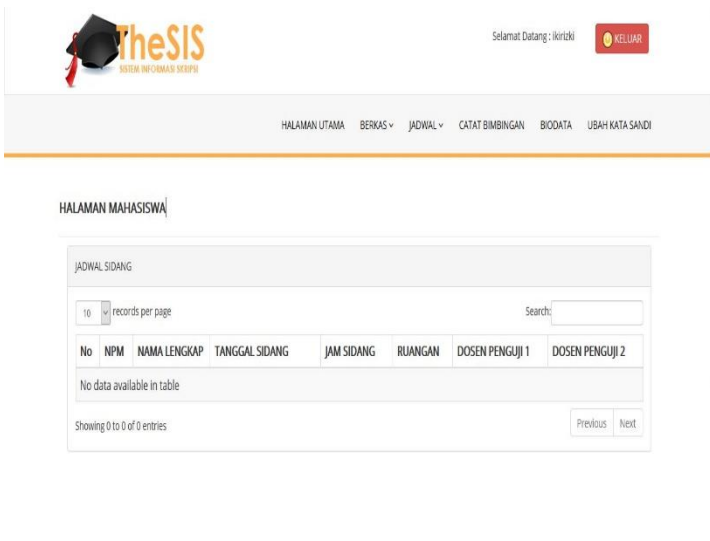 TheSIS
SISTEM INFORMASI SKRIPSI
Selamat Datang : ikirizki
KELUAR
HALAMAN UTAMA BERKAS JADWAL CATAT BIMBINGAN BIODATA UBAH KATA SANDI
HALAMAN MAHASISWA
JADWAL SIDANG
10 records per page Search:
No NPM NAMA LENGKAP TANGGAL SIDANG JAM SIDANG RUANGAN DOSEN PENGUJI 1 DOSEN PENGUJI 2
No data available in table
Showing 0 to 0 of 0 entries Previous Next